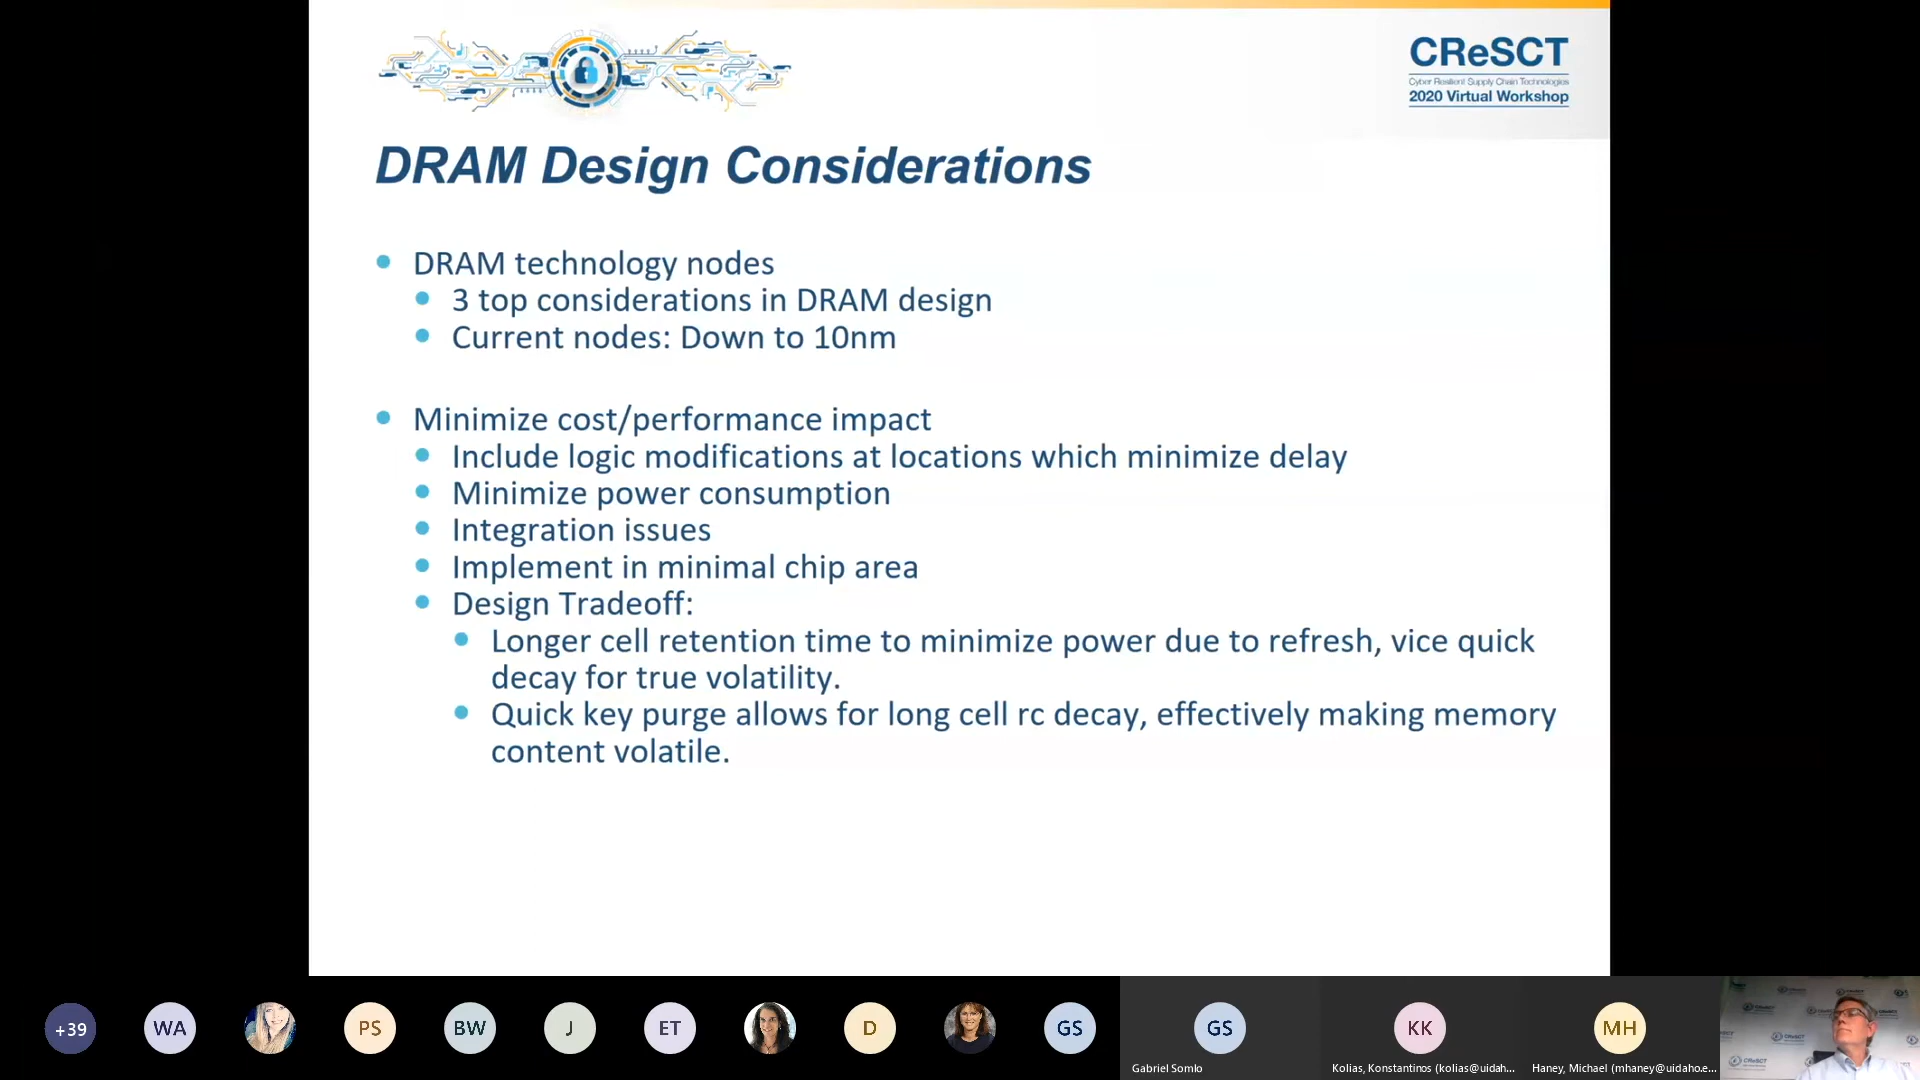 CReSCT
Cyber Resilient Supply Chain Technologies
2020 Virtual Workshop
DRAM Design Considerations
DRAM technology nodes
3 top considerations in DRAM design
Current nodes: Down to 10nm
Minimize cost/performance impact
Include logic modifications at locations which minimize delay
Minimize power consumption
Integration issues
Implement in minimal chip area
Design Tradeoff:
Longer cell retention time to minimize power due to refresh, vice quick
decay for true volatility.
Quick key purge allows for long cell rc decay, effectively making memory
content volatile.
+39
WA
PS
BW
J
ET
D
GS
GS
KK
MH
Gabriel Somlo
Kolias, Konstantinos (kolias@uidah...
Haney, Michael (mhaney@uidaho.e...
CReSCT